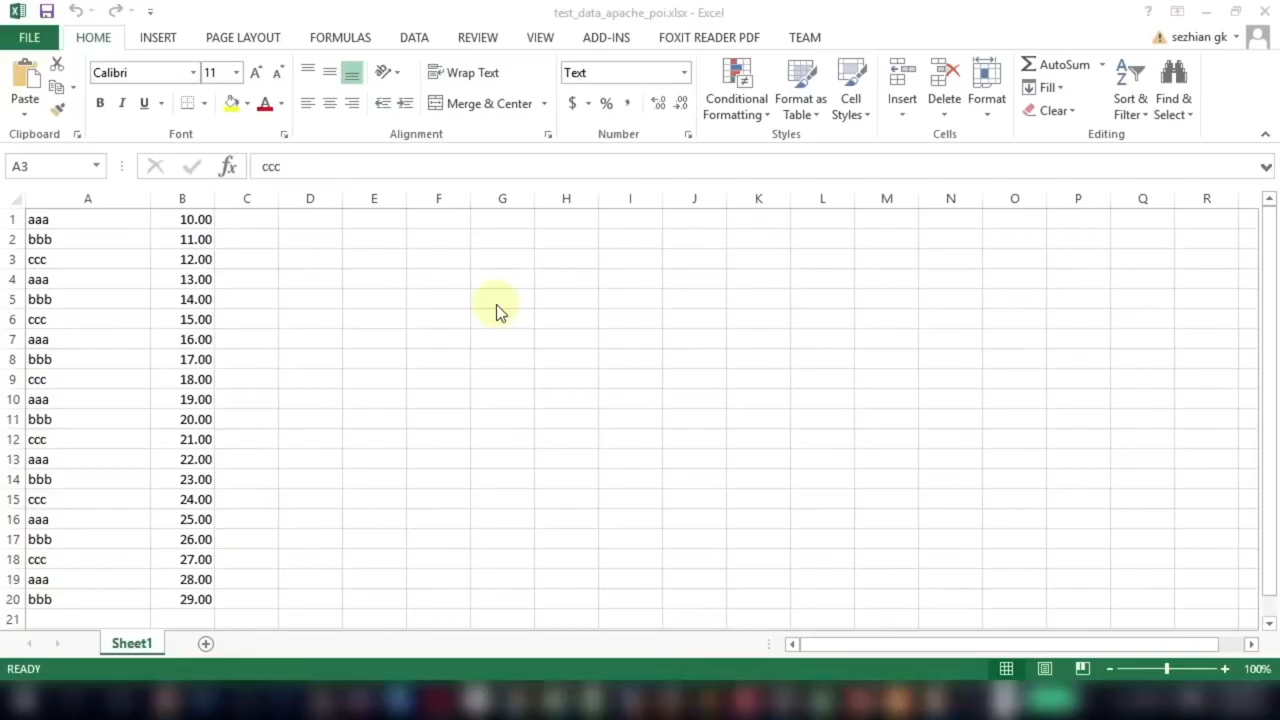 test_data_apache_poi.xlsx - Excel
FILE HOME INSERT PAGE LAYOUT FORMULAS DATA REVIEW VIEW ADD-INS FOXIT READER PDF TEAM sezhian gk
Paste Calibri 11 Wrap Text Text Conditional Formatting Format as Table Cell Styles Insert Delete Format AutoSum Sort & Filter Find & Select
B I U Merge & Center $ % , Fill Clear
Clipboard Font Alignment Number Styles Cells Editing
A3 fx ccc
A B C D E F G H I J K L M N O P Q R
1 aaa 10.00
2 bbb 11.00
3 ccc 12.00
4 aaa 13.00
5 bbb 14.00
6 ccc 15.00
7 aaa 16.00
8 bbb 17.00
9 ccc 18.00
10 aaa 19.00
11 bbb 20.00
12 ccc 21.00
13 aaa 22.00
14 bbb 23.00
15 ccc 24.00
16 aaa 25.00
17 bbb 26.00
18 ccc 27.00
19 aaa 28.00
20 bbb 29.00
21
Sheet1
READY 100%